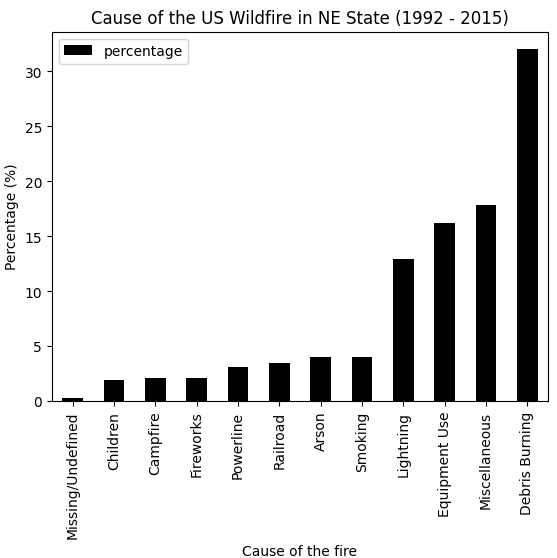 Cause of the US Wildfire in NE State (1992 - 2015)
percentage
Percentage (%)
30
25
20
15
10
5
0
Missing/Undefined
Children
Campfire
Fireworks
Powerline
Railroad
Arson
Smoking
Lightning
Equipment Use
Miscellaneous
Debris Burning
Cause of the fire